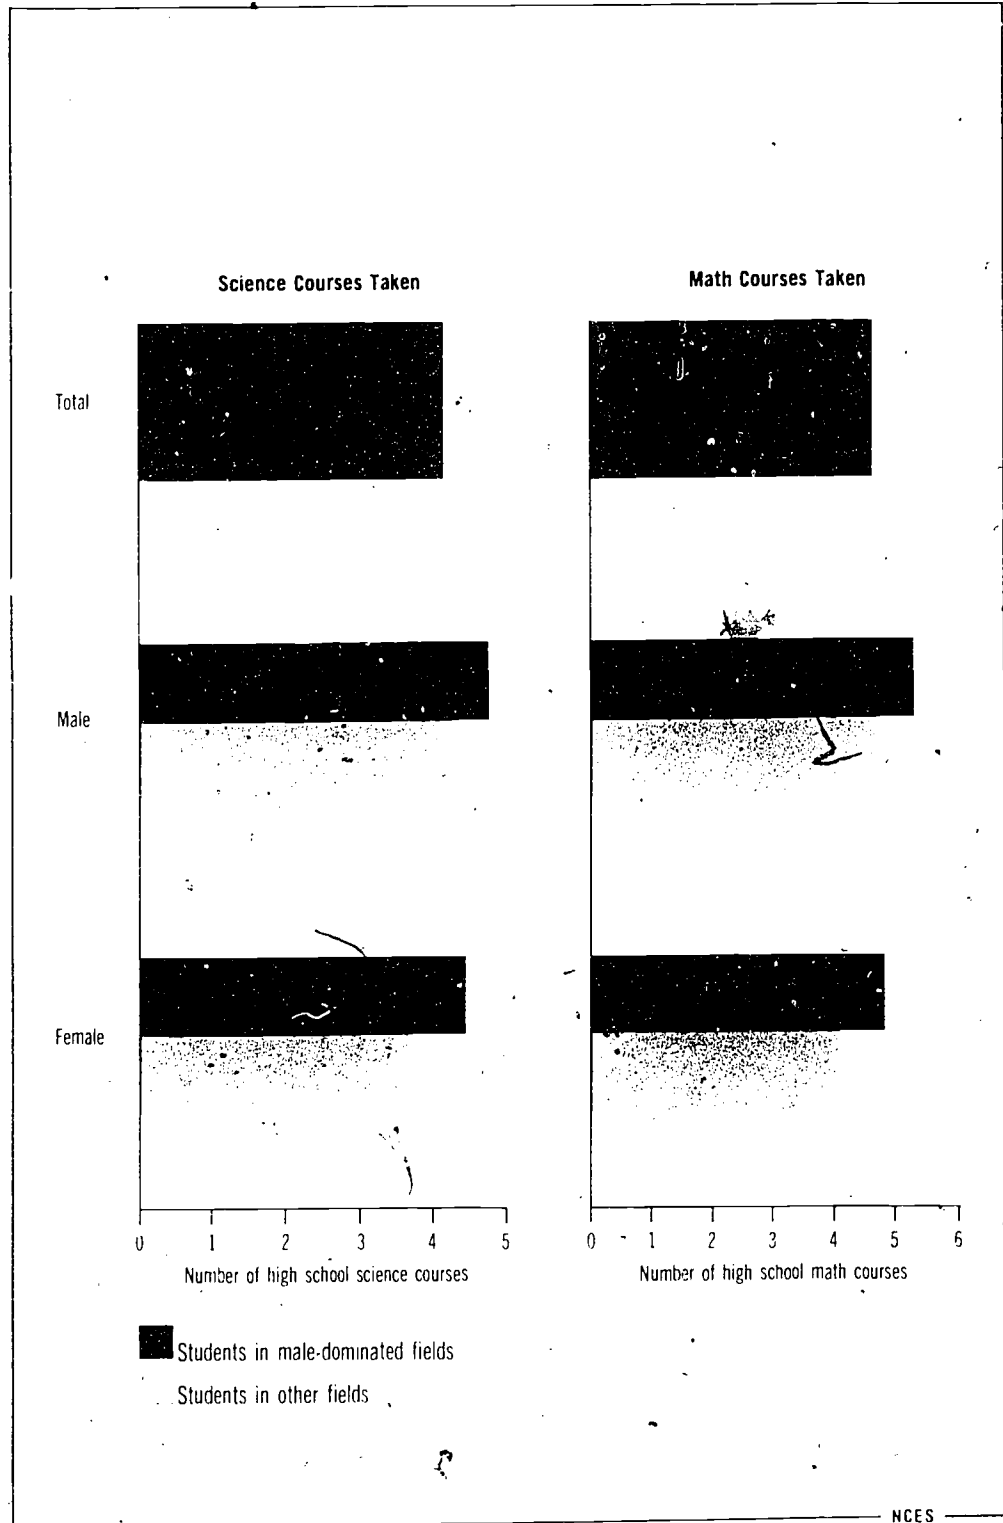 Science Courses Taken
Math Courses Taken
Total
Male
Female
0 1 2 3 4 5
Number of high school science courses
0 1 2 3 4 5 6
Number of high school math courses
Students in male-dominated fields
Students in other fields
NCES